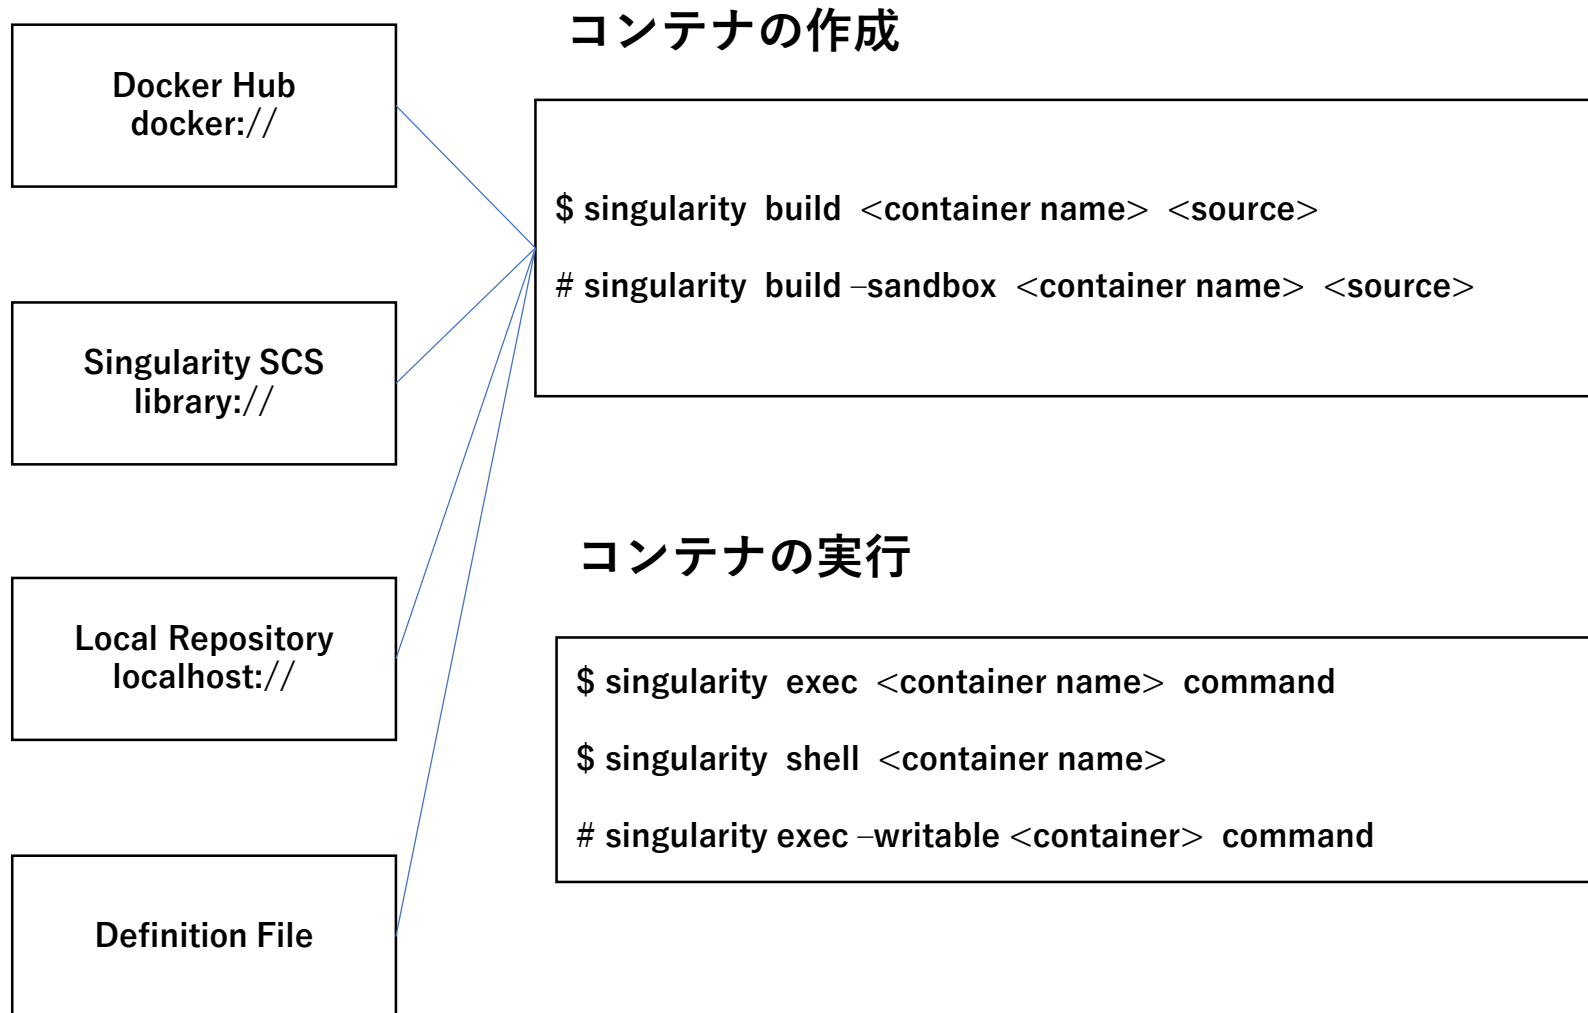 コンテナの作成
Docker Hub
docker://
$ singularity build <container name> <source>
# singularity build –sandbox <container name> <source>
Singularity SCS
library://
コンテナの実行
Local Repository
localhost://
$ singularity exec <container name> command
$ singularity shell <container name>
# singularity exec –writable <container> command
Definition File